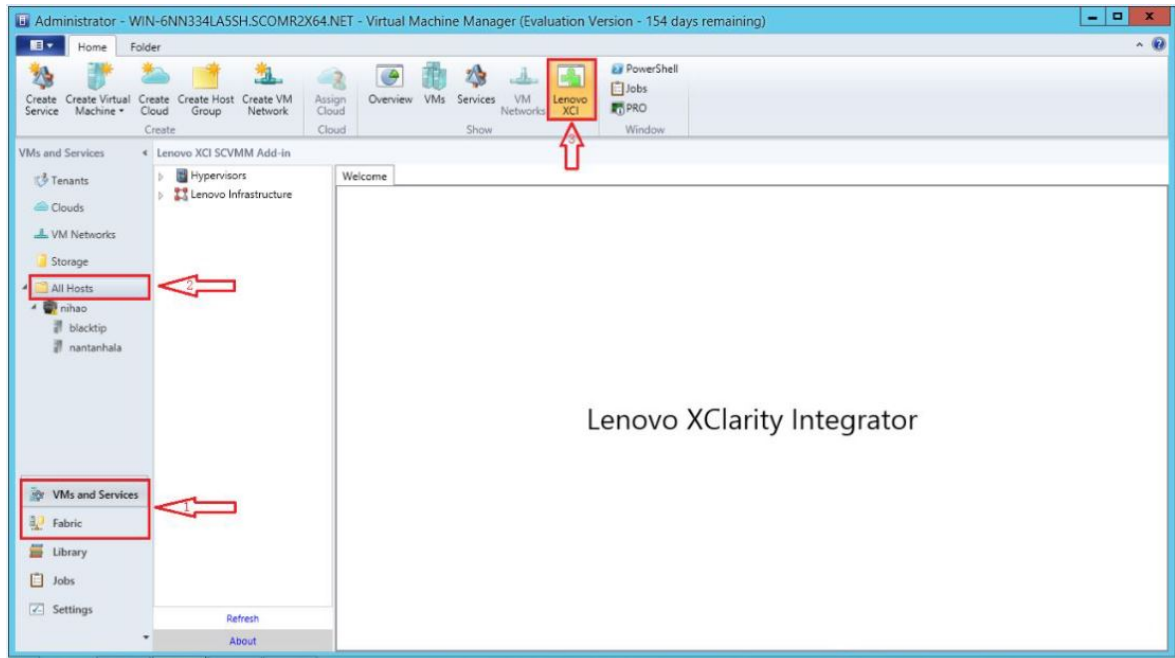 Administrator - WIN-6NN334LA5SH.SCOMR2X64.NET - Virtual Machine Manager (Evaluation Version - 154 days remaining)
Home Folder
Create Service
Create Virtual Machine
Create Cloud
Create Host Group
Create VM Network
Assign Cloud
Overview
VMs
Services
VM Networks
Lenovo XCI
PowerShell
Jobs
PRO
Create Cloud Show Window
3
VMs and Services
Tenants
Clouds
VM Networks
Storage
All Hosts
2
nihao
blacktip
nantanhala
VMs and Services
1
Fabric
Library
Jobs
Settings
Lenovo XCI SCVMM Add-in
Hypervisors
Lenovo Infrastructure
Refresh
About
Welcome
Lenovo XClarity Integrator